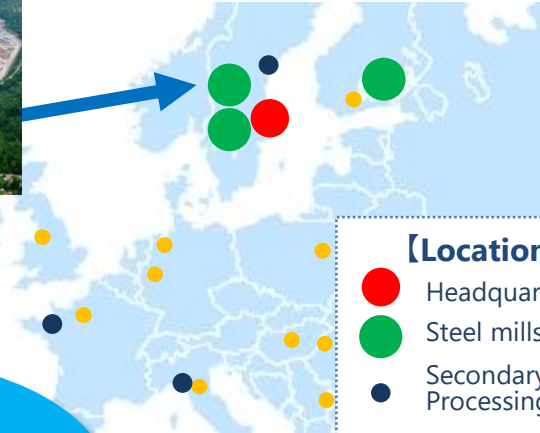 【Location
Headquar
Steel mills
Secondary
Processing